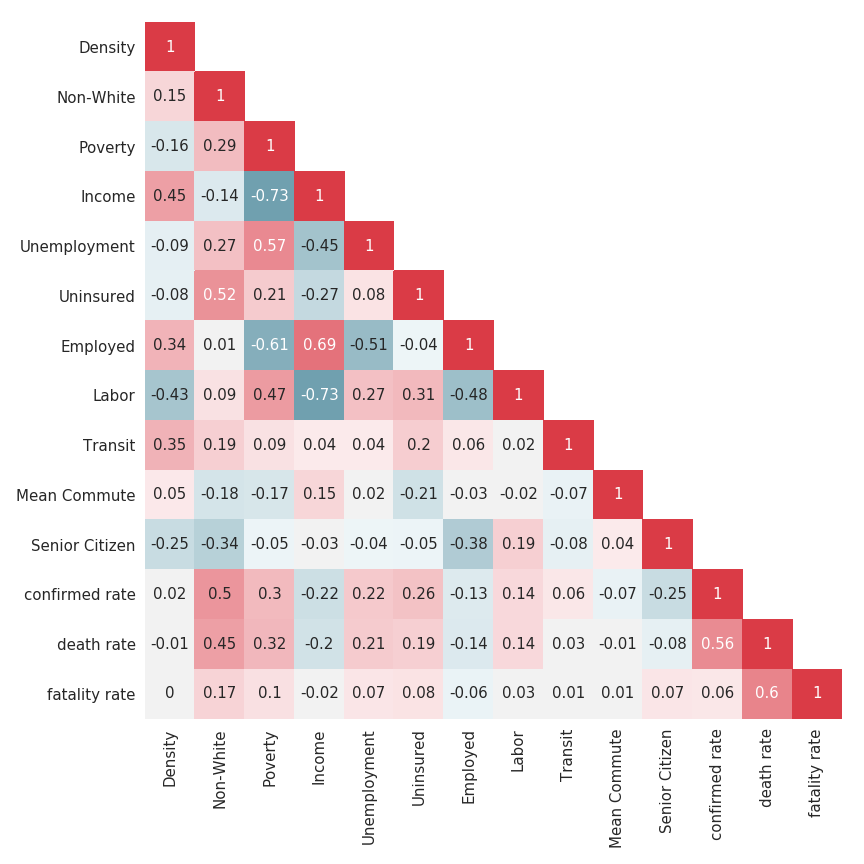 Density 1
Non-White 0.15 1
Poverty -0.16 0.29 1
Income 0.45 -0.14 -0.73 1
Unemployment -0.09 0.27 0.57 -0.45 1
Uninsured -0.08 0.52 0.21 -0.27 0.08 1
Employed 0.34 0.01 -0.61 0.69 -0.51 -0.04 1
Labor -0.43 0.09 0.47 -0.73 0.27 0.31 -0.48 1
Transit 0.35 0.19 0.09 0.04 0.04 0.2 0.06 0.02 1
Mean Commute 0.05 -0.18 -0.17 0.15 0.02 -0.21 -0.03 -0.02 -0.07 1
Senior Citizen -0.25 -0.34 -0.05 -0.03 -0.04 -0.05 -0.38 0.19 -0.08 0.04 1
confirmed rate 0.02 0.5 0.3 -0.22 0.22 0.26 -0.13 0.14 0.06 -0.07 -0.25 1
death rate -0.01 0.45 0.32 -0.2 0.21 0.19 -0.14 0.14 0.03 -0.01 -0.08 0.56 1
fatality rate 0 0.17 0.1 -0.02 0.07 0.08 -0.06 0.03 0.01 0.01 0.07 0.06 0.6 1
Density
Non-White
Poverty
Income
Unemployment
Uninsured
Employed
Labor
Transit
Mean Commute
Senior Citizen
confirmed rate
death rate
fatality rate